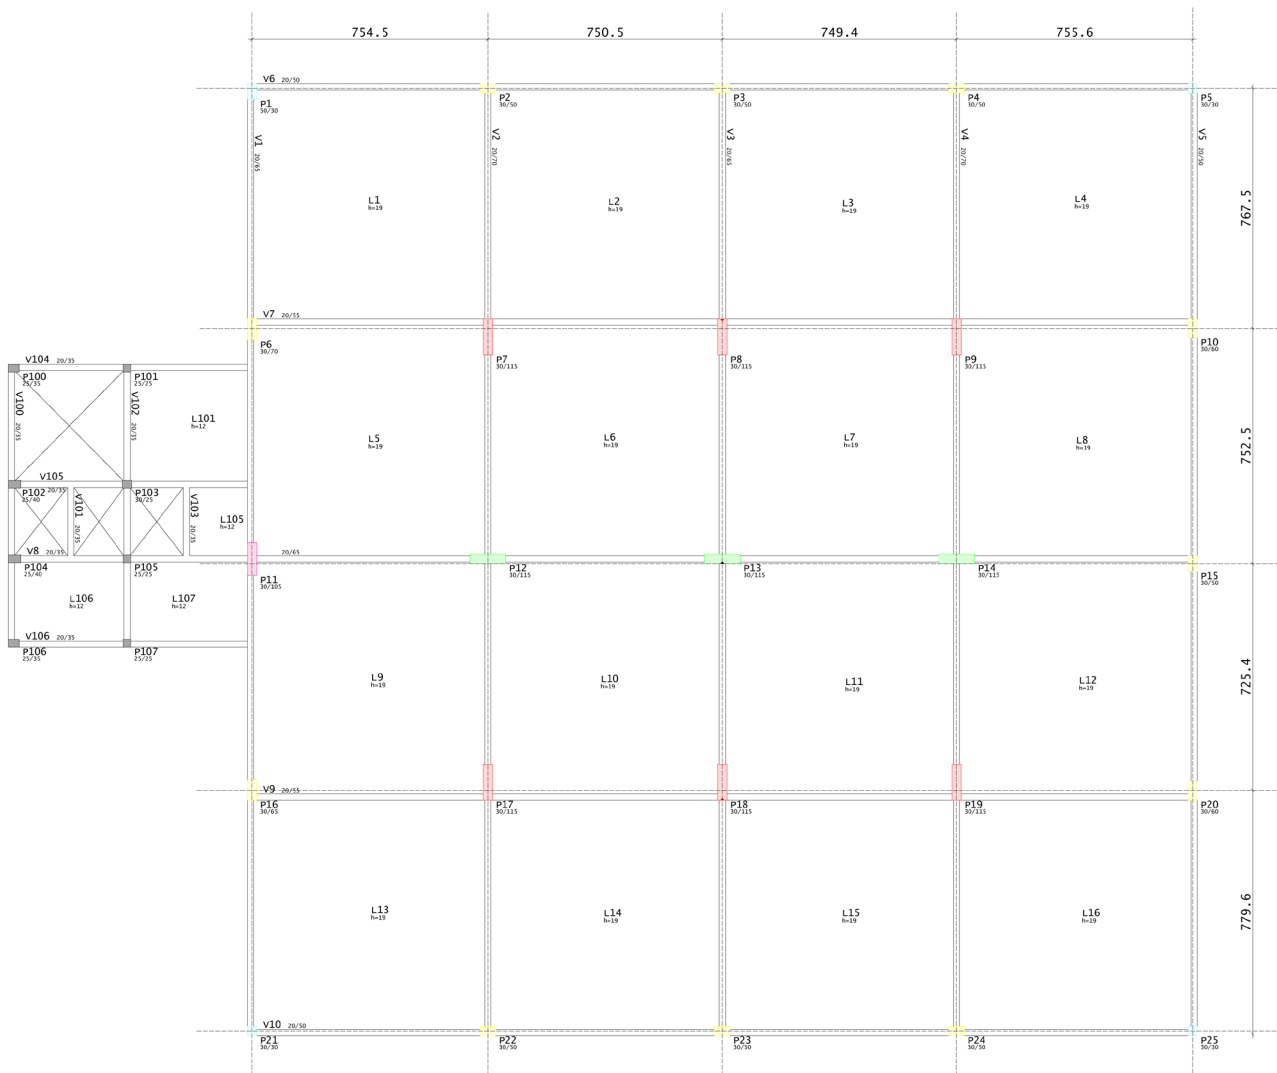 754.5 750.5 749.4 755.6
V6 20/50
P1 P2 P3 P4 P5
50/30 30/50 30/50 30/50 30/30
V1 20/65 V2 20/70 V3 20/65 V4 20/70 V5 20/50
L1 L2 L3 L4
h=19 h=19 h=19 h=19
767.5
V7 20/55
P6 P7 P8 P9 P10
30/70 30/115 30/115 30/115 30/60
V104 20/35
P100 P101
25/35 25/25
V100 20/35 V102 20/35
L101
h=12
L5 L6 L7 L8
h=19 h=19 h=19 h=19
752.5
V105 20/35
P102 P103
25/40 30/25
V101 20/35 V103 20/35
L105
h=12
V8 20/35 20/65
P104 P105 P11 P12 P13 P14 P15
25/40 25/25 30/105 30/115 30/115 30/115 30/50
L106 L107
h=12 h=12
V106 20/35
P106 P107
25/35 25/25
L9 L10 L11 L12
h=19 h=19 h=19 h=19
725.4
V9 20/55
P16 P17 P18 P19 P20
30/65 30/115 30/115 30/115 30/60
L13 L14 L15 L16
h=19 h=19 h=19 h=19
779.6
V10 20/50
P21 P22 P23 P24 P25
30/30 30/50 30/50 30/50 30/30